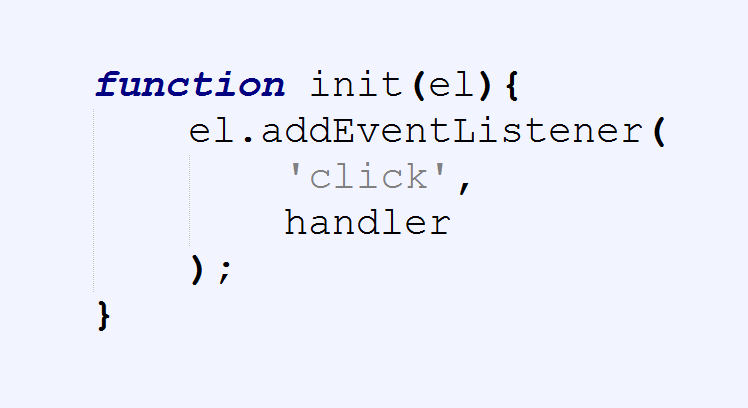 function init(el){
    el.addEventListener(
        'click',
        handler
    );
}